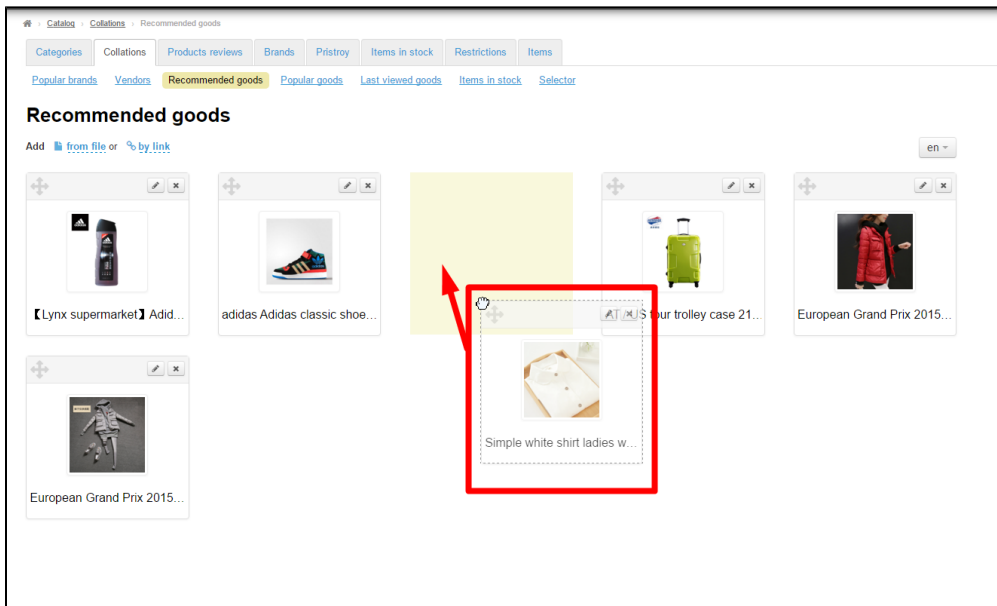 Catalog › Collations › Recommended goods
Categories Collations Products reviews Brands Pristroy Items in stock Restrictions Items
Popular brands Vendors Recommended goods Popular goods Last viewed goods Items in stock Selector
Recommended goods
Add from file or by link
en
【Lynx supermarket】 Adid...
adidas Adidas classic shoe...
tour trolley case 21...
European Grand Prix 2015...
Simple white shirt ladies w...
European Grand Prix 2015...